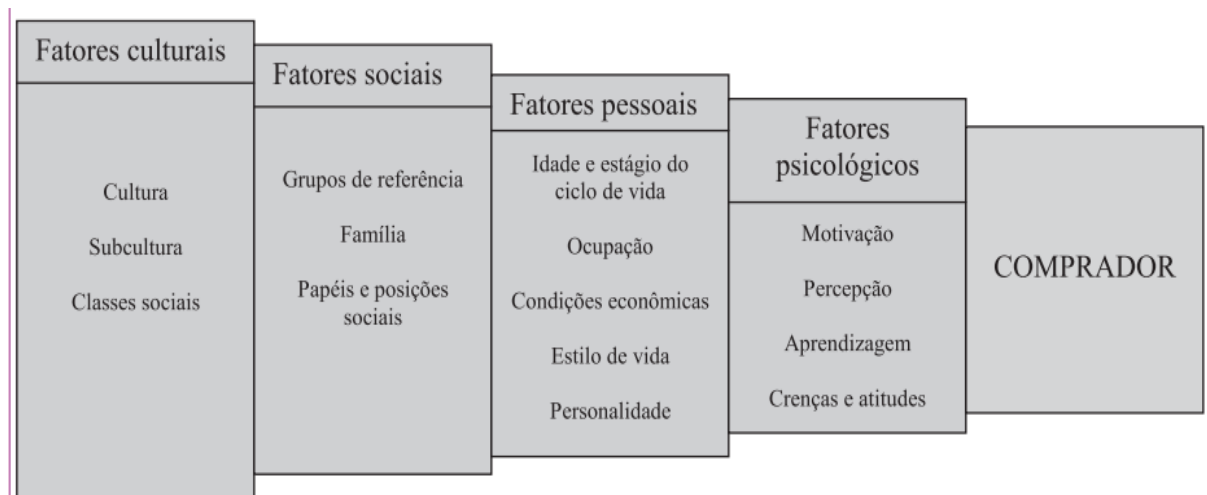 Fatores culturais
Cultura
Subcultura
Classes sociais
Fatores sociais
Grupos de referência
Família
Papéis e posições
sociais
Fatores pessoais
Idade e estágio do
ciclo de vida
Ocupação
Condições econômicas
Estilo de vida
Personalidade
Fatores
psicológicos
Motivação
Percepção
Aprendizagem
Crenças e atitudes
COMPRADOR